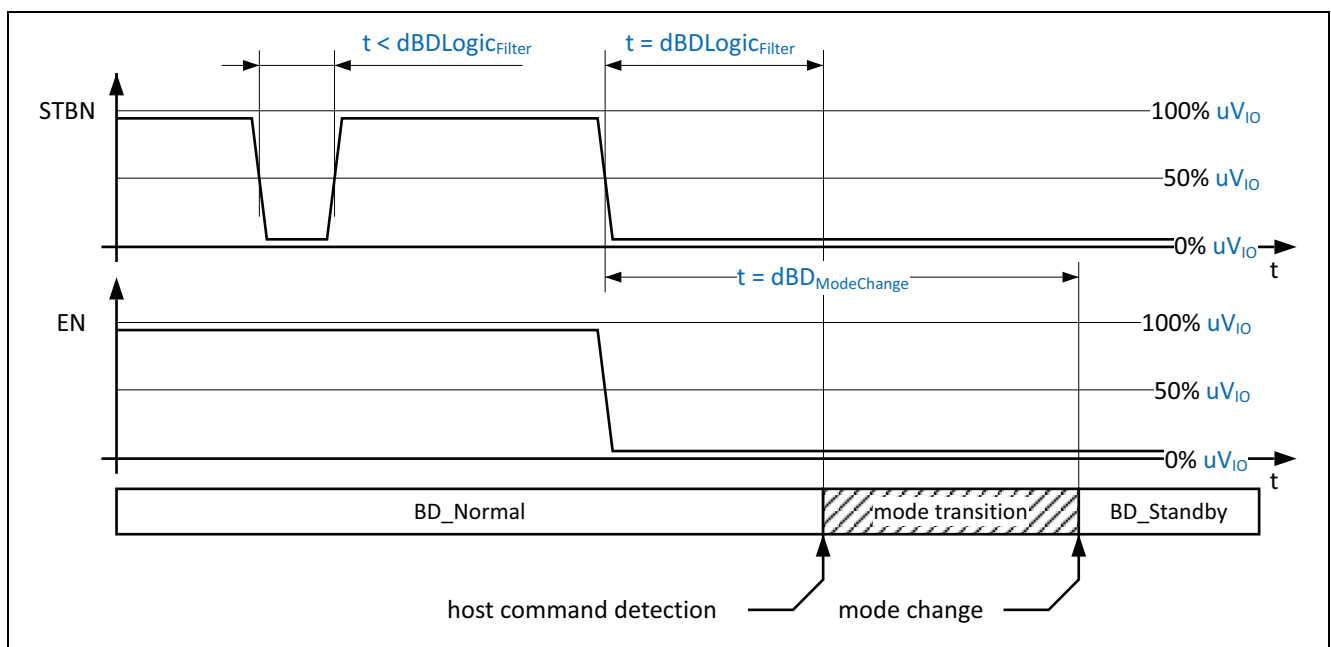 t < dBDLogicFilter
t = dBDLogicFilter
STBN
100% uVIO
50% uVIO
0% uVIO
t
t = dBDModeChange
EN
100% uVIO
50% uVIO
0% uVIO
t
BD_Normal
mode transition
BD_Standby
host command detection
mode change